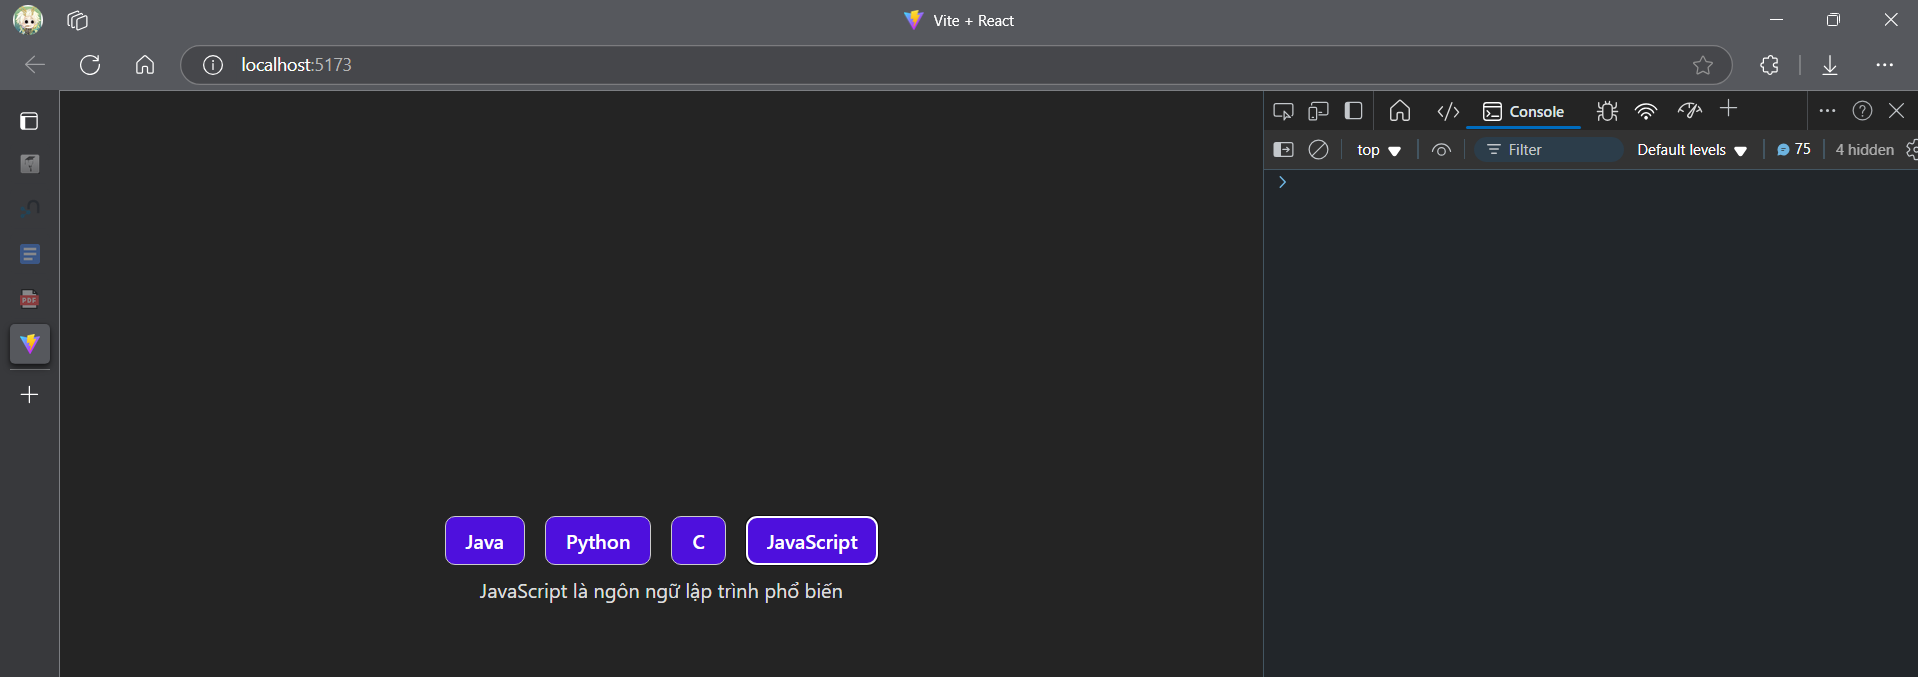 Vite + React
localhost:5173
Console
top
Filter
Default levels
75
4 hidden
PDF
Java
Python
C
JavaScript
JavaScript là ngôn ngữ lập trình phổ biến